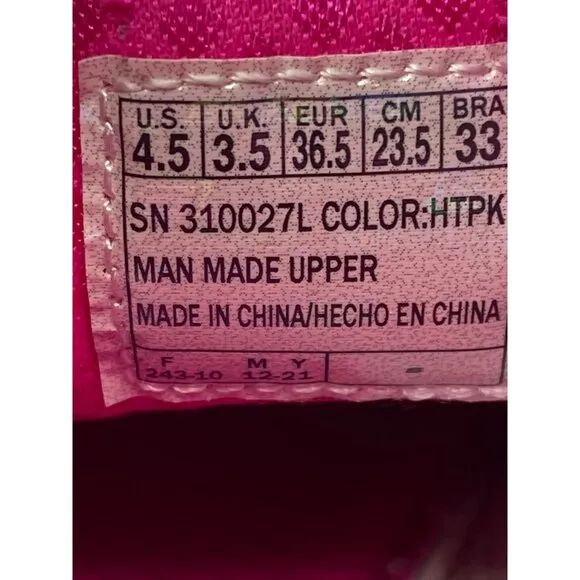 U.S. U.K. EUR CM BRA
4.5 3.5 36.5 23.5 33
SN 310027L COLOR:HTPK
MAN MADE UPPER
MADE IN CHINA/HECHO EN CHINA
F M Y
243-10 12-21 -